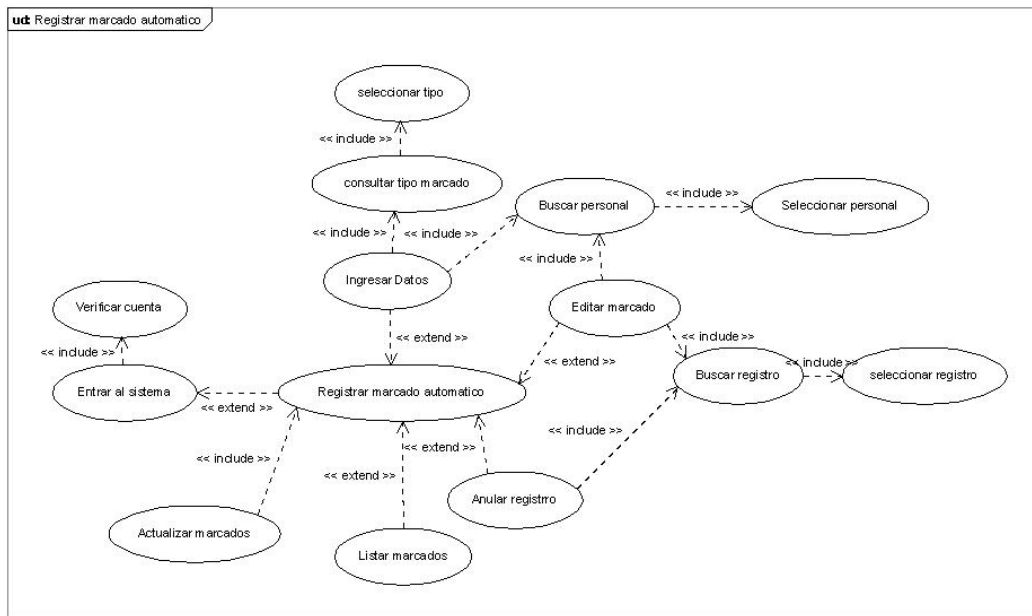 ud: Registrar marcado automatico
seleccionar tipo
<< include >>
consultar tipo marcado
<< include >>
<< include >>
Buscar personal
<< include >>
Seleccionar personal
Ingresar Datos
<< include >>
Editar marcado
Verificar cuenta
<< include >>
<< extend >>
<< extend >>
<< include >>
Buscar registro
<< include >>
seleccionar registro
Entrar al sistema
<< extend >>
Registrar marcado automatico
<< include >>
<< extend >>
<< extend >>
<< include >>
Anular registrro
Actualizar marcados
Listar marcados